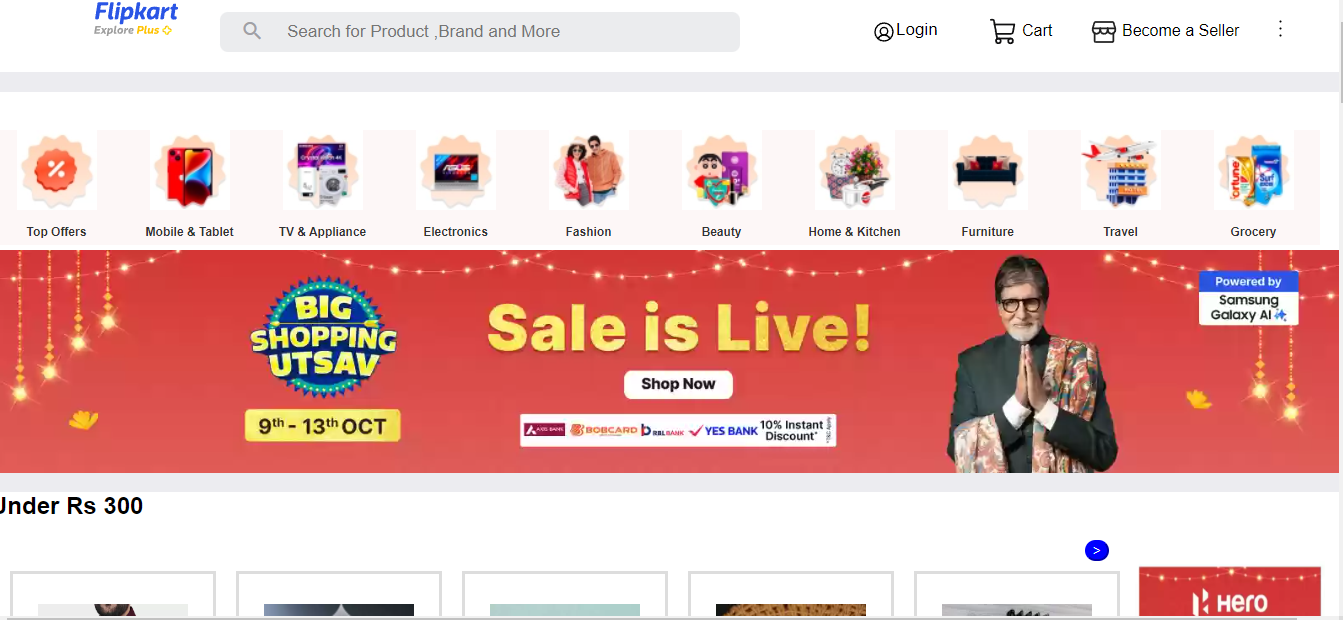 Flipkart
Explore Plus
Search for Product ,Brand and More
Login
Cart
Become a Seller
Top Offers
Mobile & Tablet
TV & Appliance
Electronics
Fashion
Beauty
Home & Kitchen
Furniture
Travel
Grocery
BIG
SHOPPING
UTSAV
9th - 13th OCT
Sale is Live!
Shop Now
AXIS BANK
BOBCARD
RBL BANK
YES BANK
10% Instant
Discount*
Powered by
Samsung
Galaxy AI
Under Rs 300
>
Hero